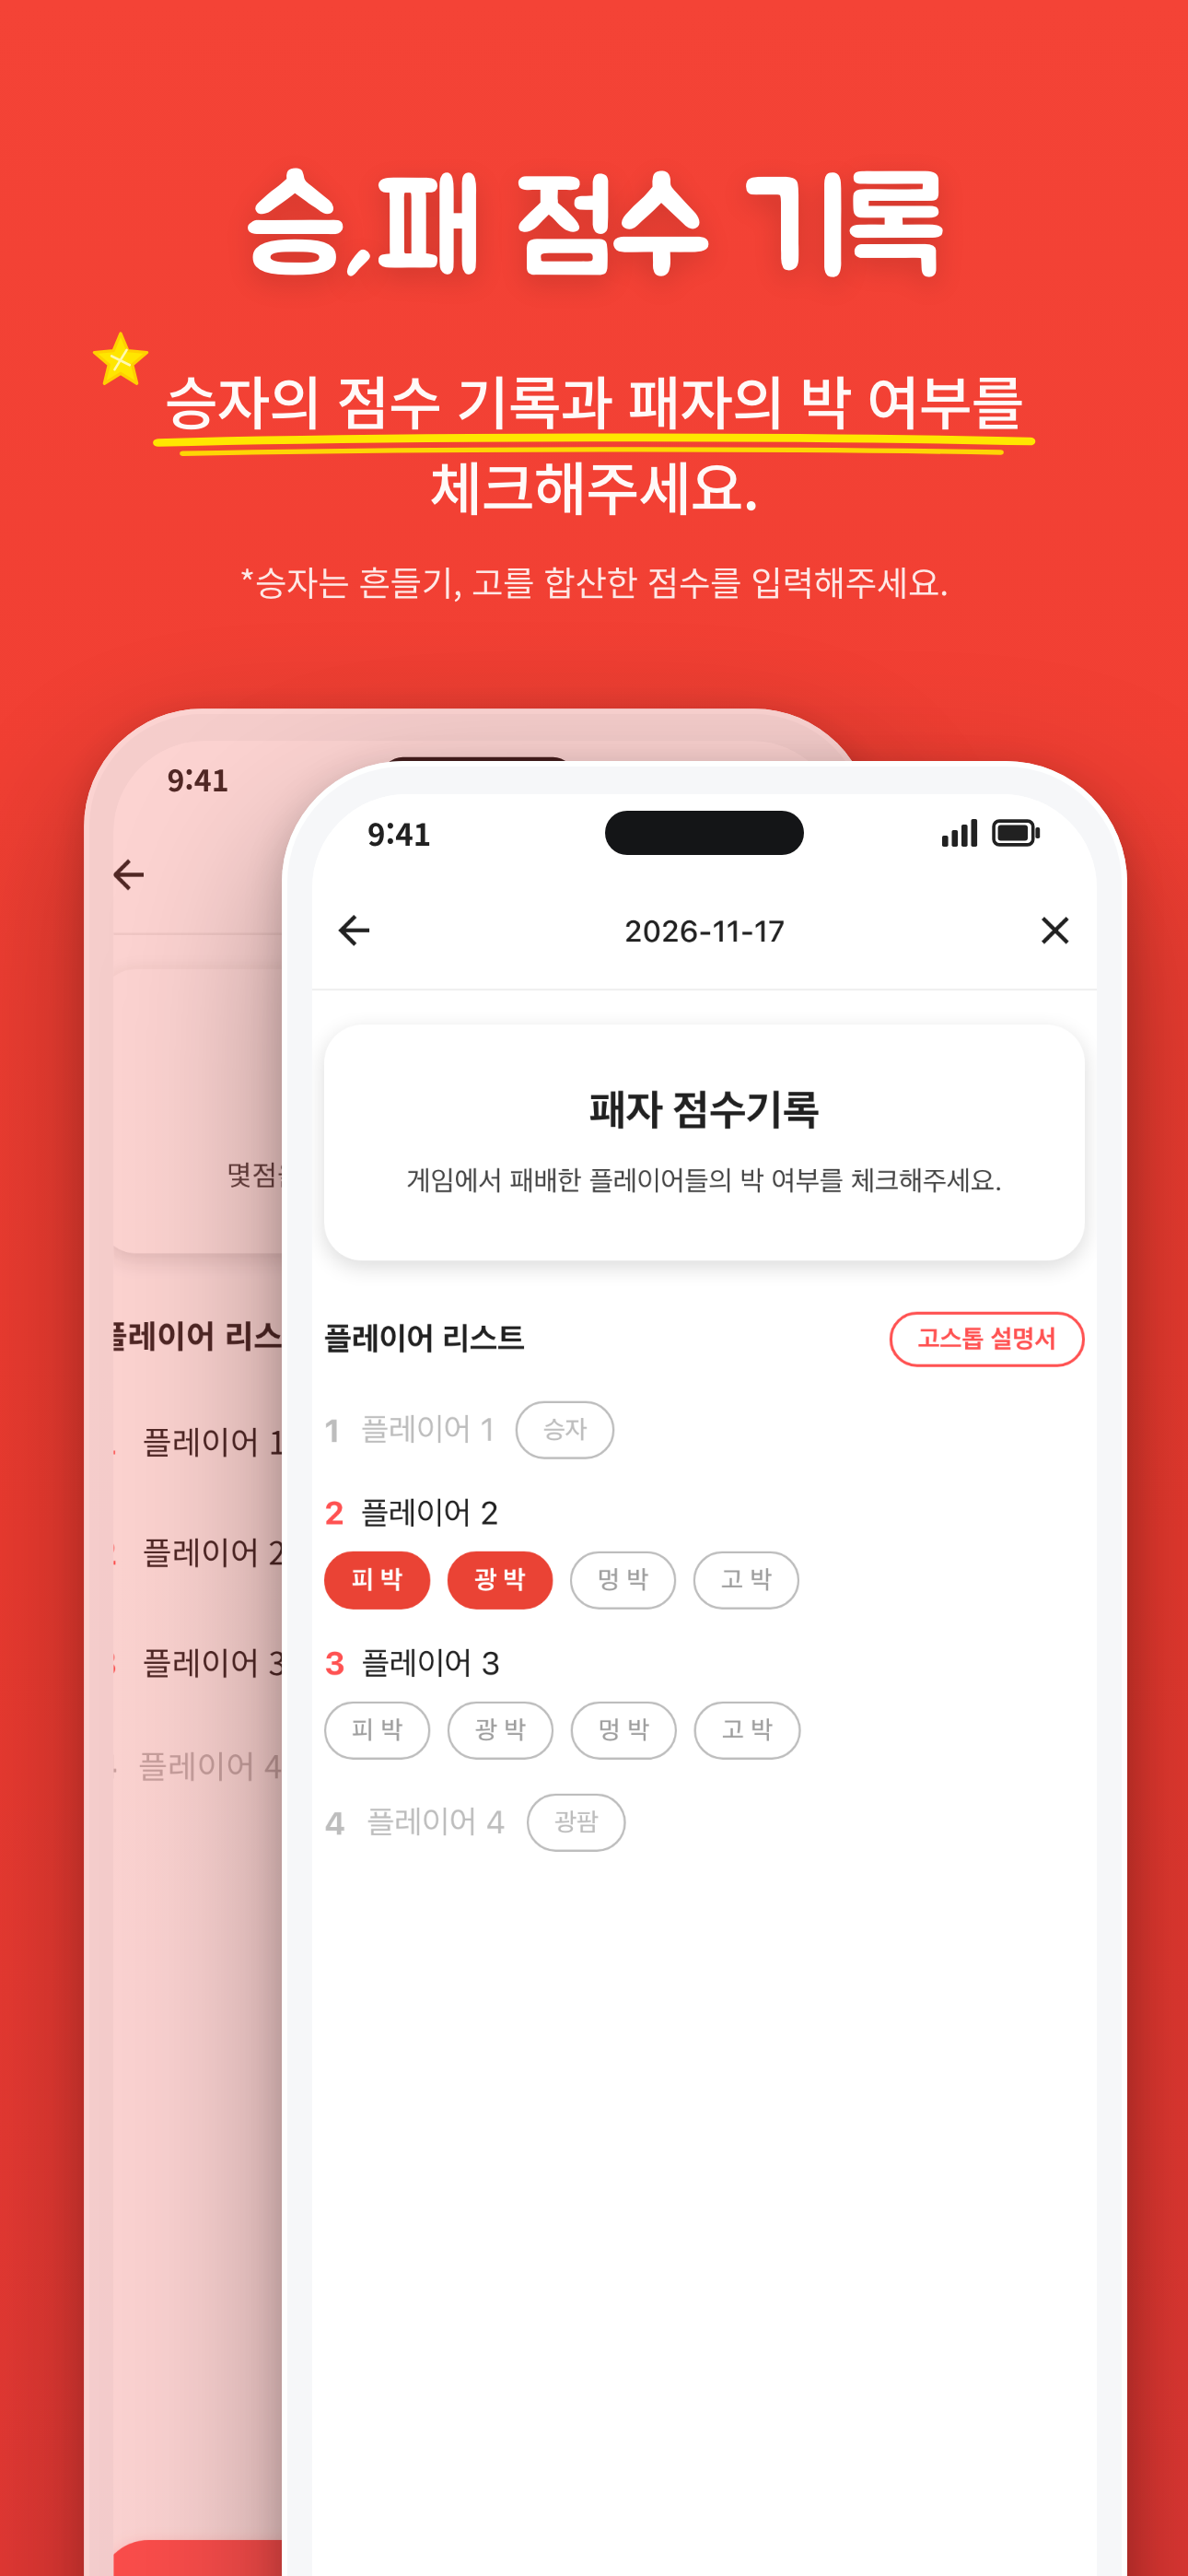 승,패 점수 기록
승자의 점수 기록과 패자의 박 여부를
체크해주세요.
*승자는 흔들기, 고를 합산한 점수를 입력해주세요.
9:41
몇점
플레이어 리스
플레이어 1
플레이어 2
플레이어 3
플레이어 4
9:41
2026-11-17
패자 점수기록
게임에서 패배한 플레이어들의 박 여부를 체크해주세요.
플레이어 리스트
고스톱 설명서
1 플레이어 1 승자
2 플레이어 2
피 박 광 박 멍 박 고 박
3 플레이어 3
피 박 광 박 멍 박 고 박
4 플레이어 4 광팜